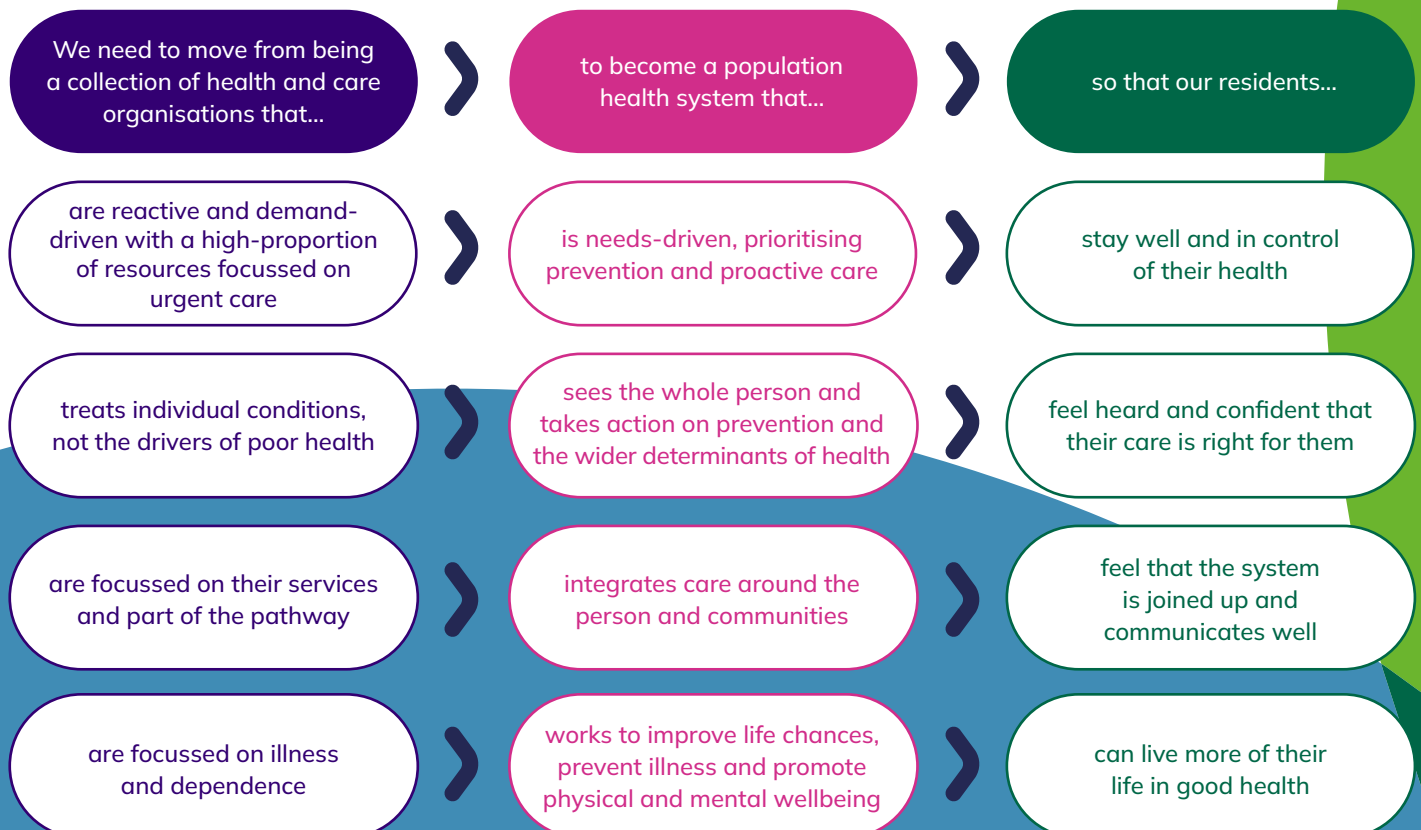 We need to move from being
a collection of health and care
organisations that...
to become a population
health system that...
so that our residents...
are reactive and demand-
driven with a high-proportion
of resources focussed on
urgent care
is needs-driven, prioritising
prevention and proactive care
stay well and in control
of their health
treats individual conditions,
not the drivers of poor health
sees the whole person and
takes action on prevention and
the wider determinants of health
feel heard and confident that
their care is right for them
are focussed on their services
and part of the pathway
integrates care around the
person and communities
feel that the system
is joined up and
communicates well
are focussed on illness
and dependence
works to improve life chances,
prevent illness and promote
physical and mental wellbeing
can live more of their
life in good health